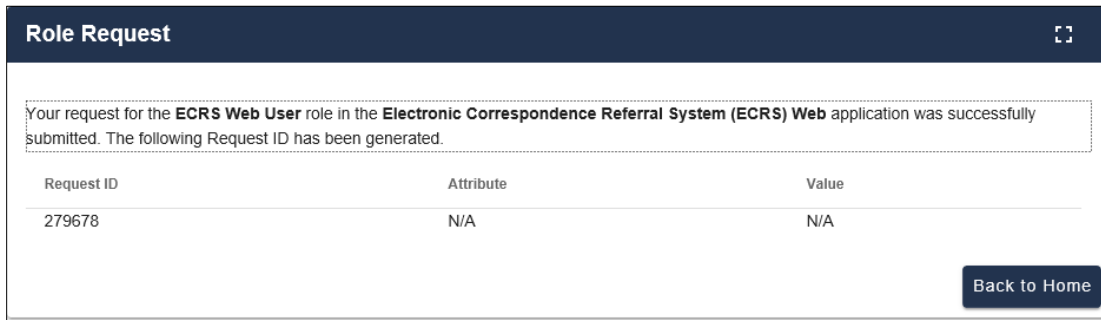 Role Request
Your request for the ECRS Web User role in the Electronic Correspondence Referral System (ECRS) Web application was successfully
submitted. The following Request ID has been generated.
Request ID Attribute Value
279678 N/A N/A
Back to Home